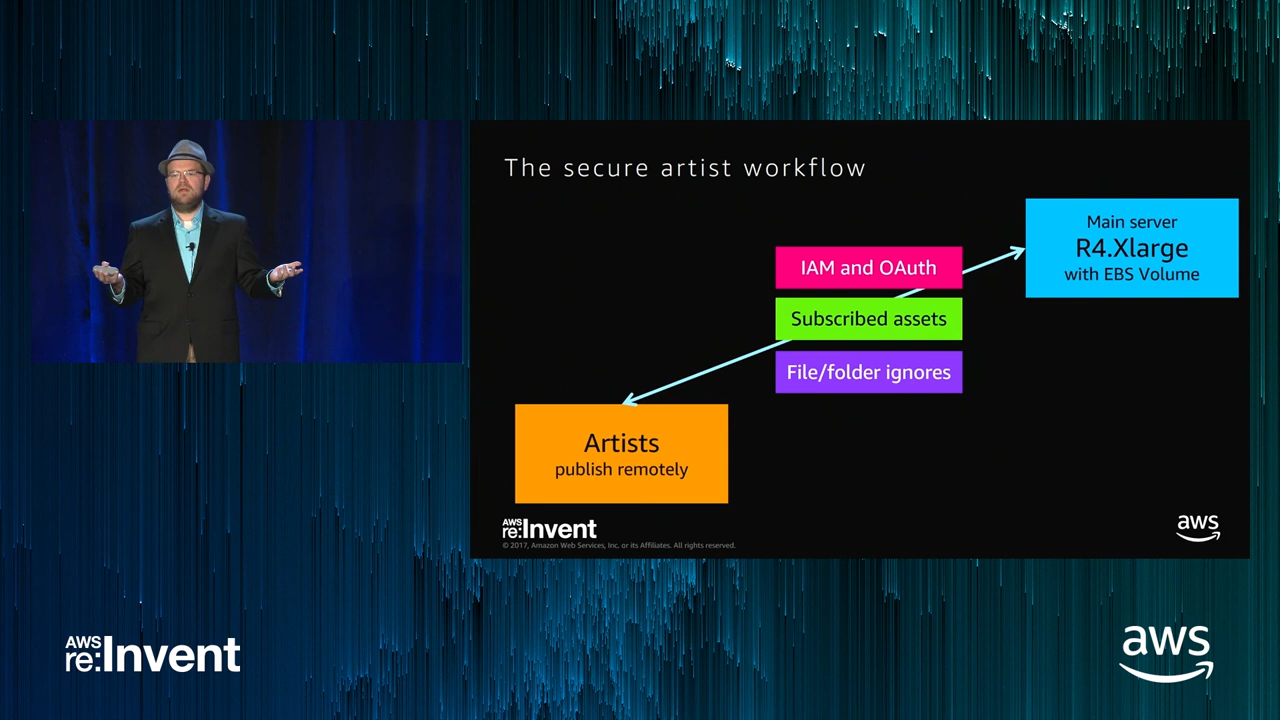 The secure artist workflow
Main server
R4.Xlarge
with EBS Volume
IAM and OAuth
Subscribed assets
File/folder ignores
Artists
publish remotely
AWS
re:Invent
© 2017, Amazon Web Services, Inc. or its Affiliates. All rights reserved.
aws
AWS
re:Invent
aws